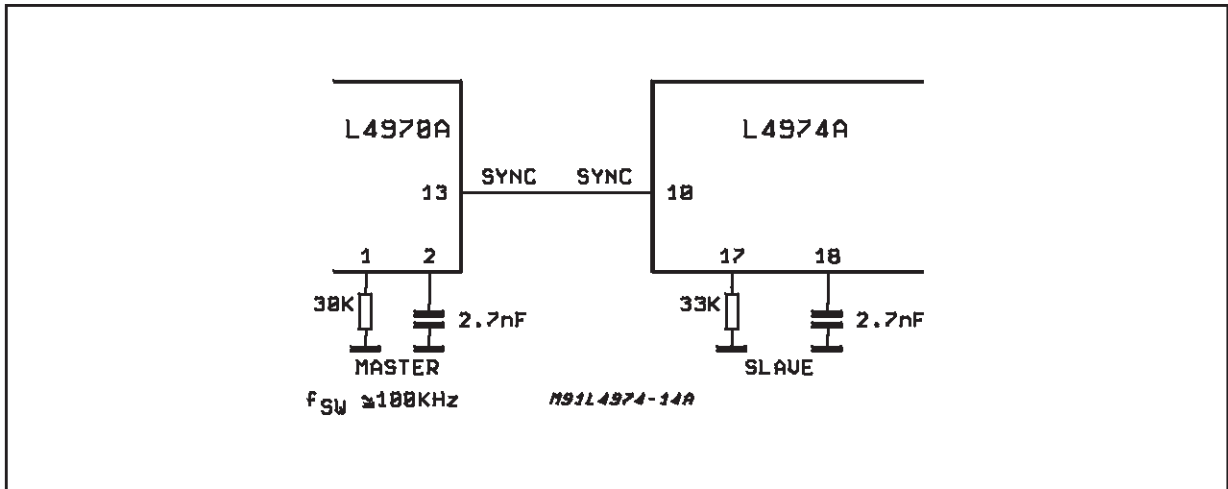 L4970A L4974A
SYNC SYNC
13 10
1 2 17 18
30K 2.7nF 33K 2.7nF
MASTER SLAVE
fSW ≃100KHz M91L4974-14A